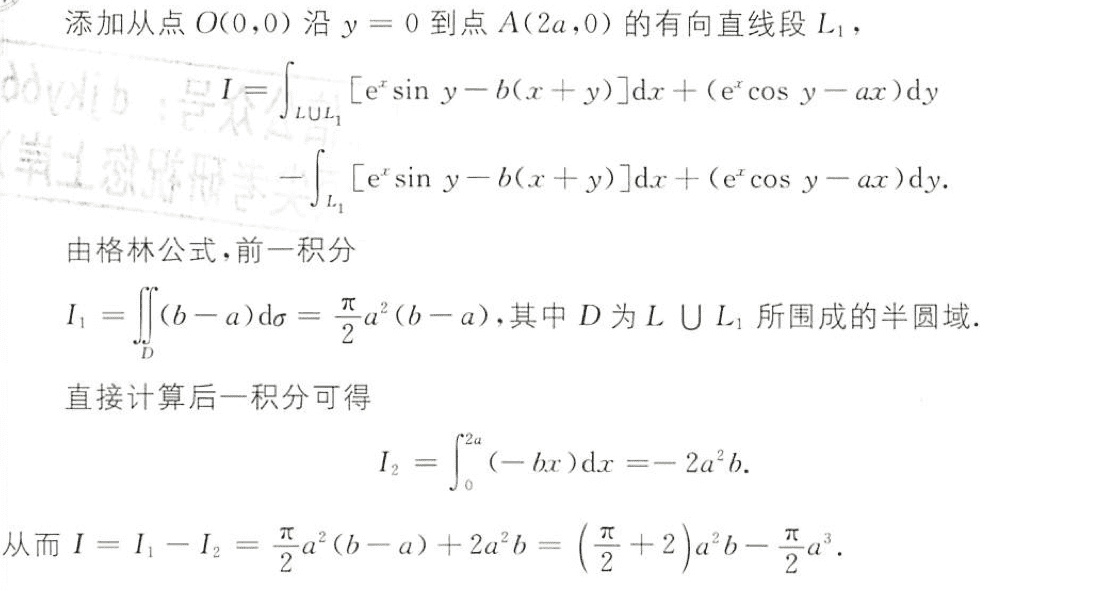 添加从点 O(0,0) 沿 y = 0 到点 A(2a,0) 的有向直线段 L₁,
I = ∫_{L∪L₁} [eˣ sin y − b(x + y)]dx + (eˣ cos y − ax)dy
− ∫_{L₁} [eˣ sin y − b(x + y)]dx + (eˣ cos y − ax)dy.
由格林公式,前一积分
I₁ = ∬_D (b − a)dσ = π/2 a²(b − a),其中 D 为 L ∪ L₁ 所围成的半圆域.
直接计算后一积分可得
I₂ = ∫₀^{2a} (− bx)dx = − 2a²b.
从而 I = I₁ − I₂ = π/2 a²(b − a) + 2a²b = (π/2 + 2)a²b − π/2 a³.